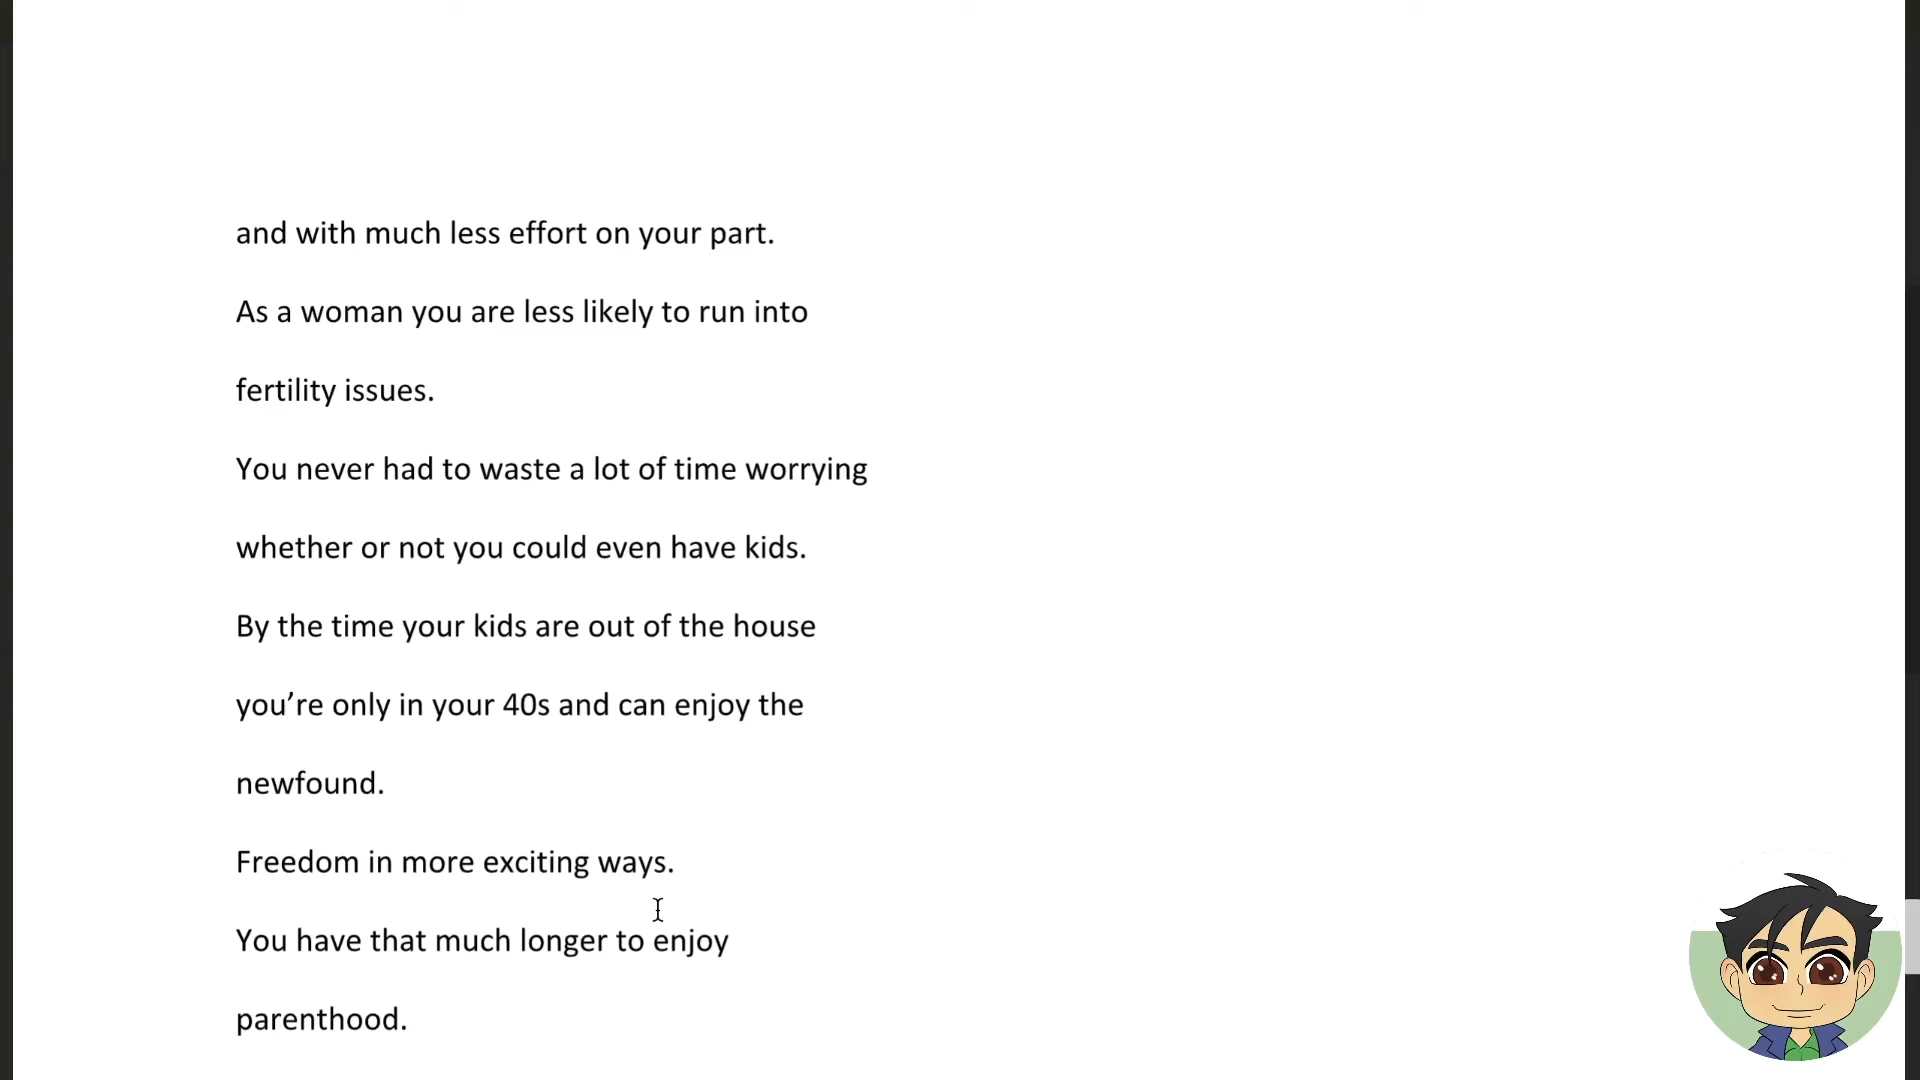 and with much less effort on your part.
As a woman you are less likely to run into
fertility issues.
You never had to waste a lot of time worrying
whether or not you could even have kids.
By the time your kids are out of the house
you’re only in your 40s and can enjoy the
newfound.
Freedom in more exciting ways.
You have that much longer to enjoy
parenthood.